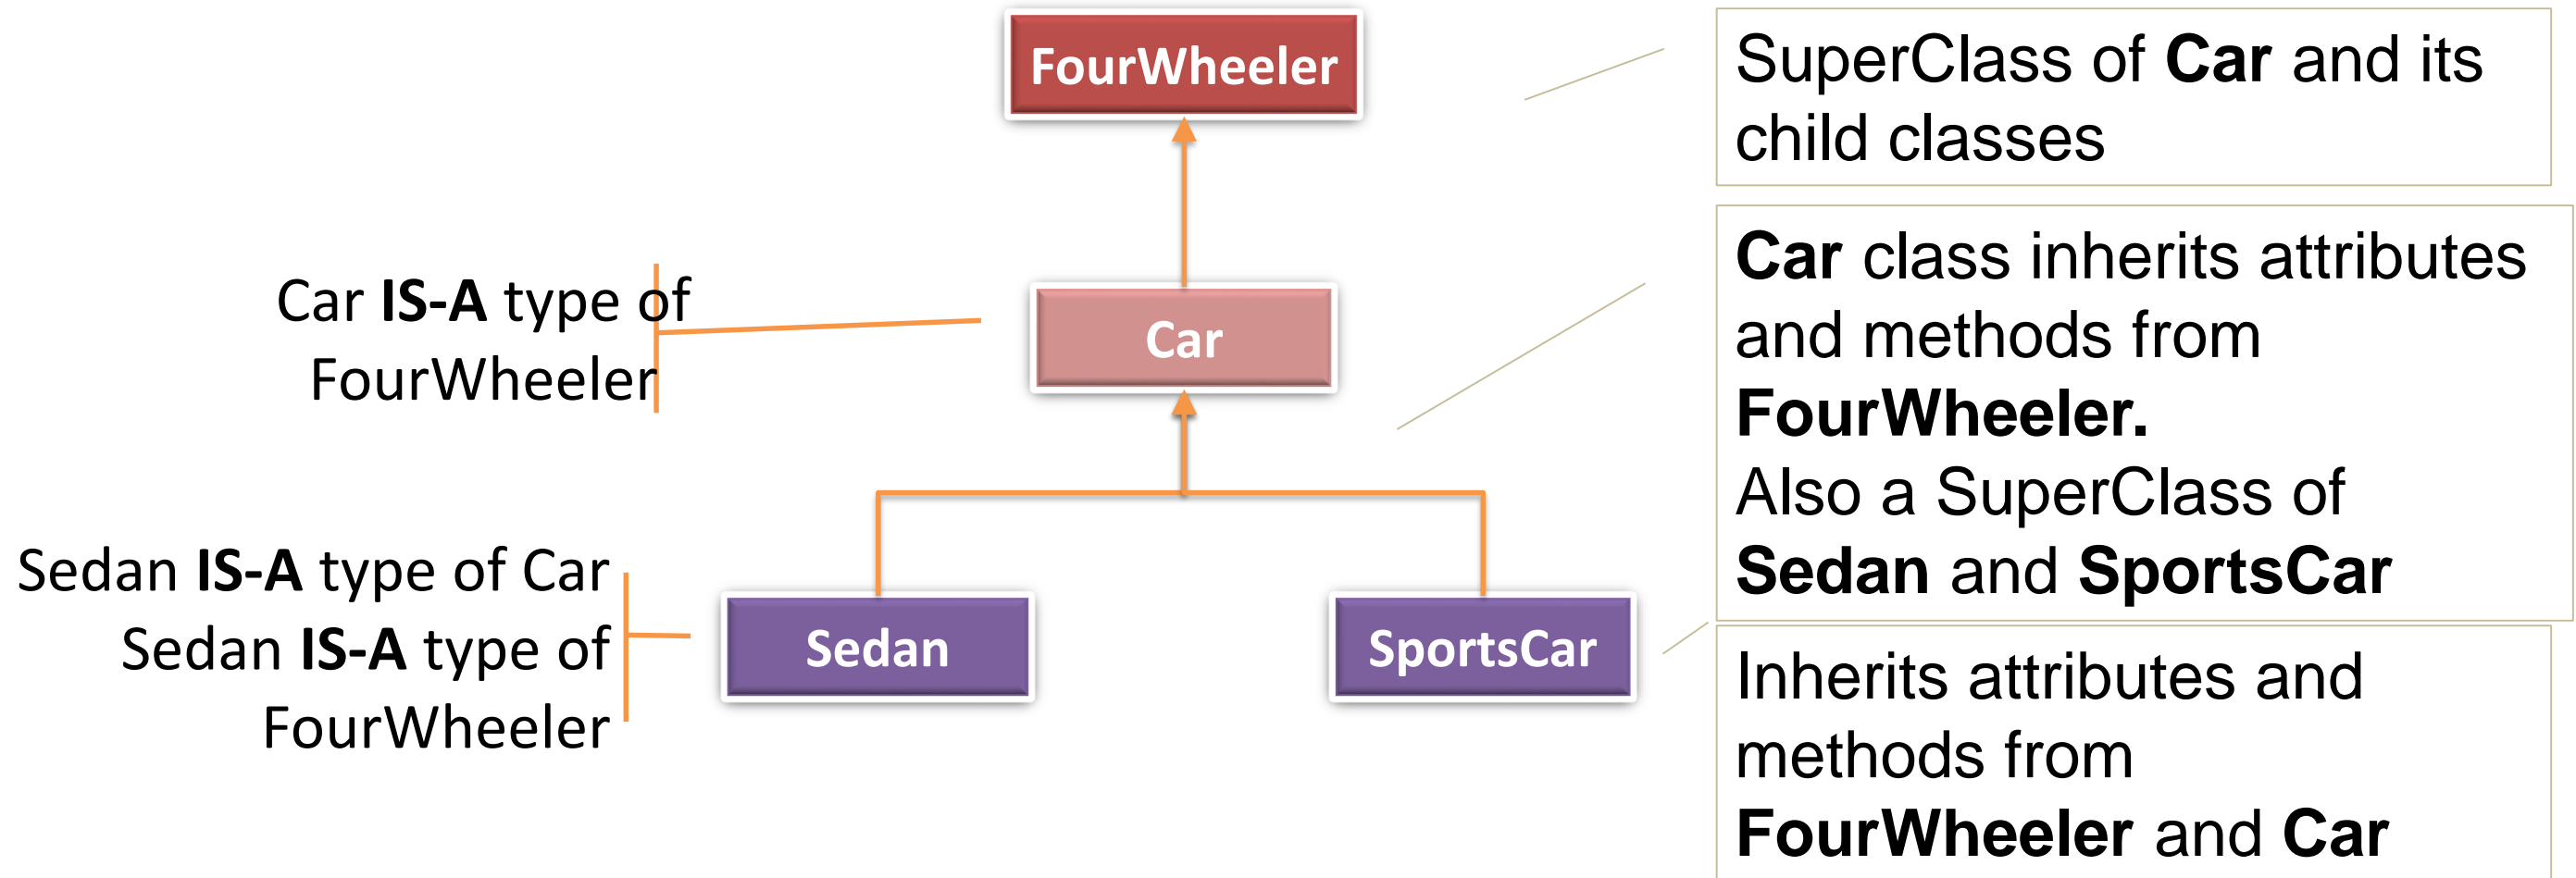 FourWheeler
SuperClass of Car and its
child classes
Car IS-A type of
FourWheeler
Car
Car class inherits attributes
and methods from
FourWheeler.
Also a SuperClass of
Sedan and SportsCar
Sedan IS-A type of Car
Sedan IS-A type of
FourWheeler
Sedan
SportsCar
Inherits attributes and
methods from
FourWheeler and Car